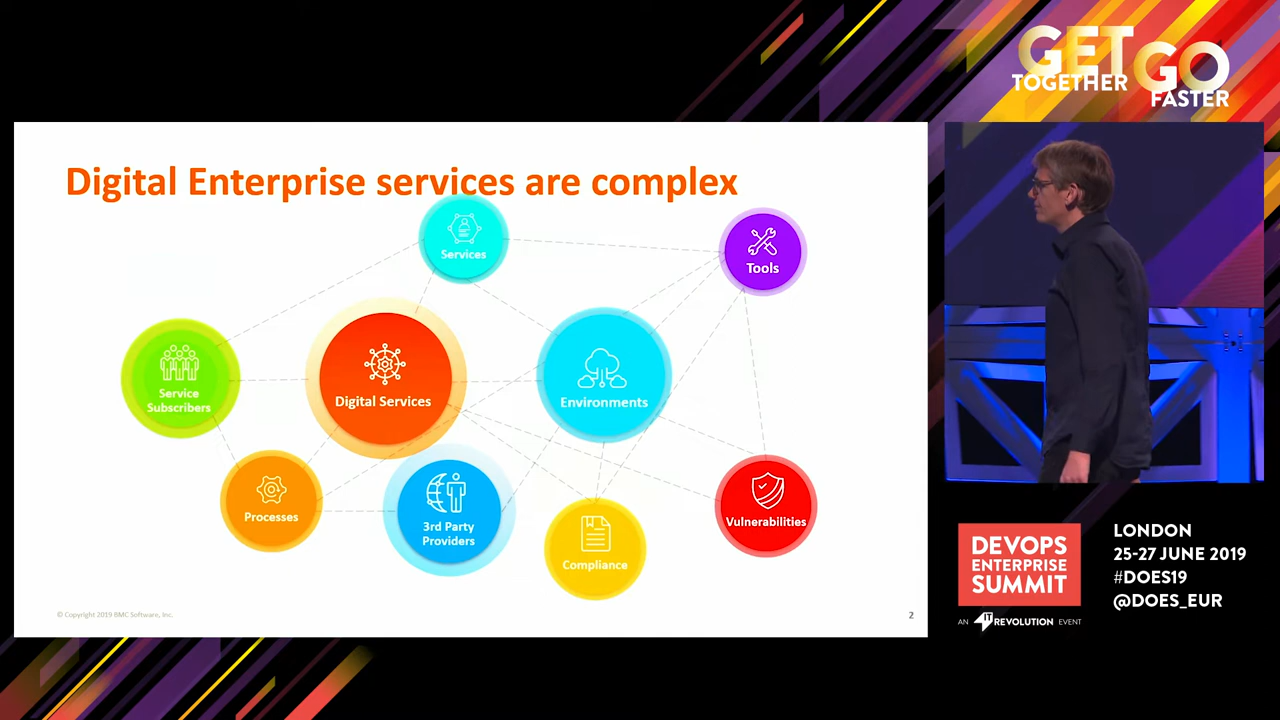 GET
TOGETHER
GO
FASTER
Digital Enterprise services are complex
Services
Tools
Service
Subscribers
Digital Services
Environments
Processes
3rd Party
Providers
Compliance
Vulnerabilities
© Copyright 2019 BMC Software, Inc.
2
DEVOPS
ENTERPRISE
SUMMIT
AN IT REVOLUTION EVENT
LONDON
25-27 JUNE 2019
#DOES19
@DOES_EUR